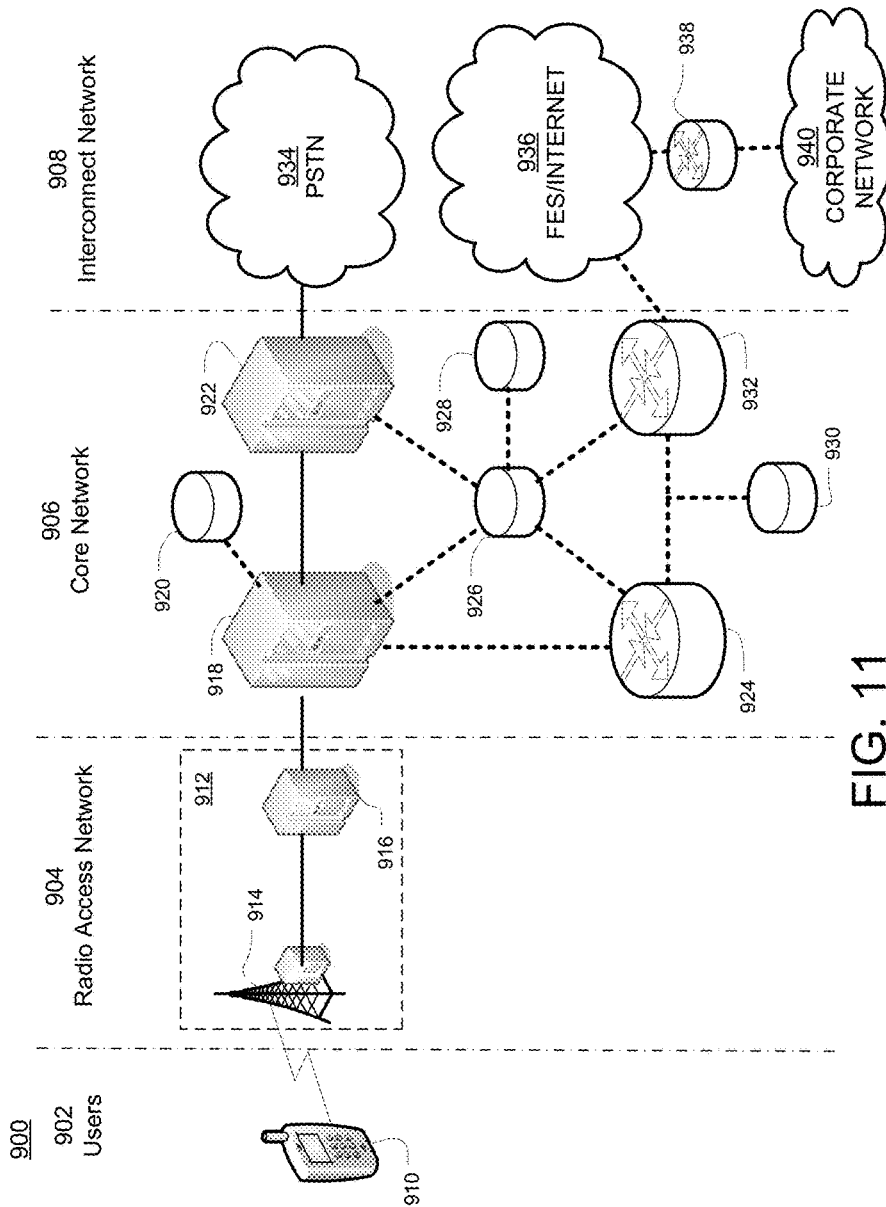 900
902
Users
904
Radio Access Network
906
Core Network
908
Interconnect Network
910
912
914
916
918
920
922
924
926
928
930
932
934
PSTN
936
FES/INTERNET
938
940
CORPORATE
NETWORK
FIG. 11